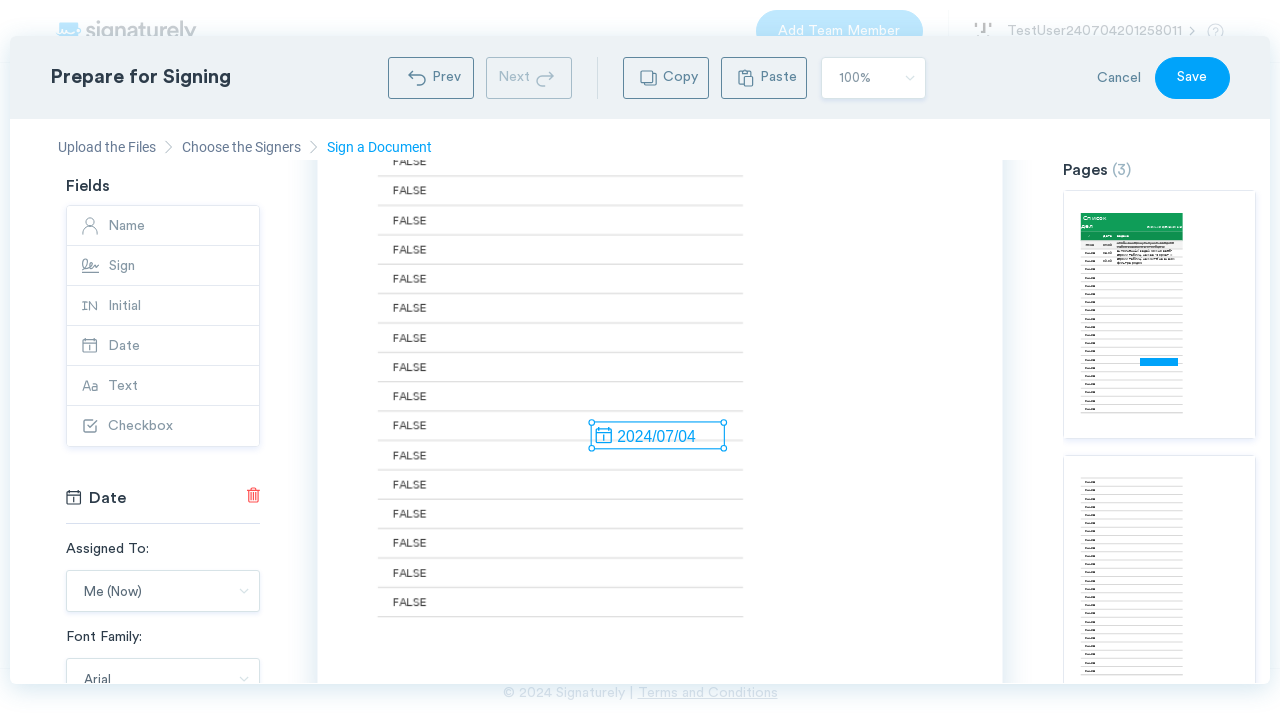 signaturely
Add Team Member
TestUser240704201258011
Prepare for Signing
Prev
Next
Copy
Paste
100%
Cancel
Save
Upload the Files
Choose the Signers
Sign a Document
Fields
Name
Sign
Initial
Date
Text
Checkbox
Date
Assigned To:
Me (Now)
Font Family:
Arial
FALSE
FALSE
FALSE
FALSE
FALSE
FALSE
FALSE
FALSE
FALSE
FALSE
2024/07/04
FALSE
FALSE
FALSE
FALSE
FALSE
FALSE
Pages (3)
Список
дел
© 2024 Signaturely | Terms and Conditions